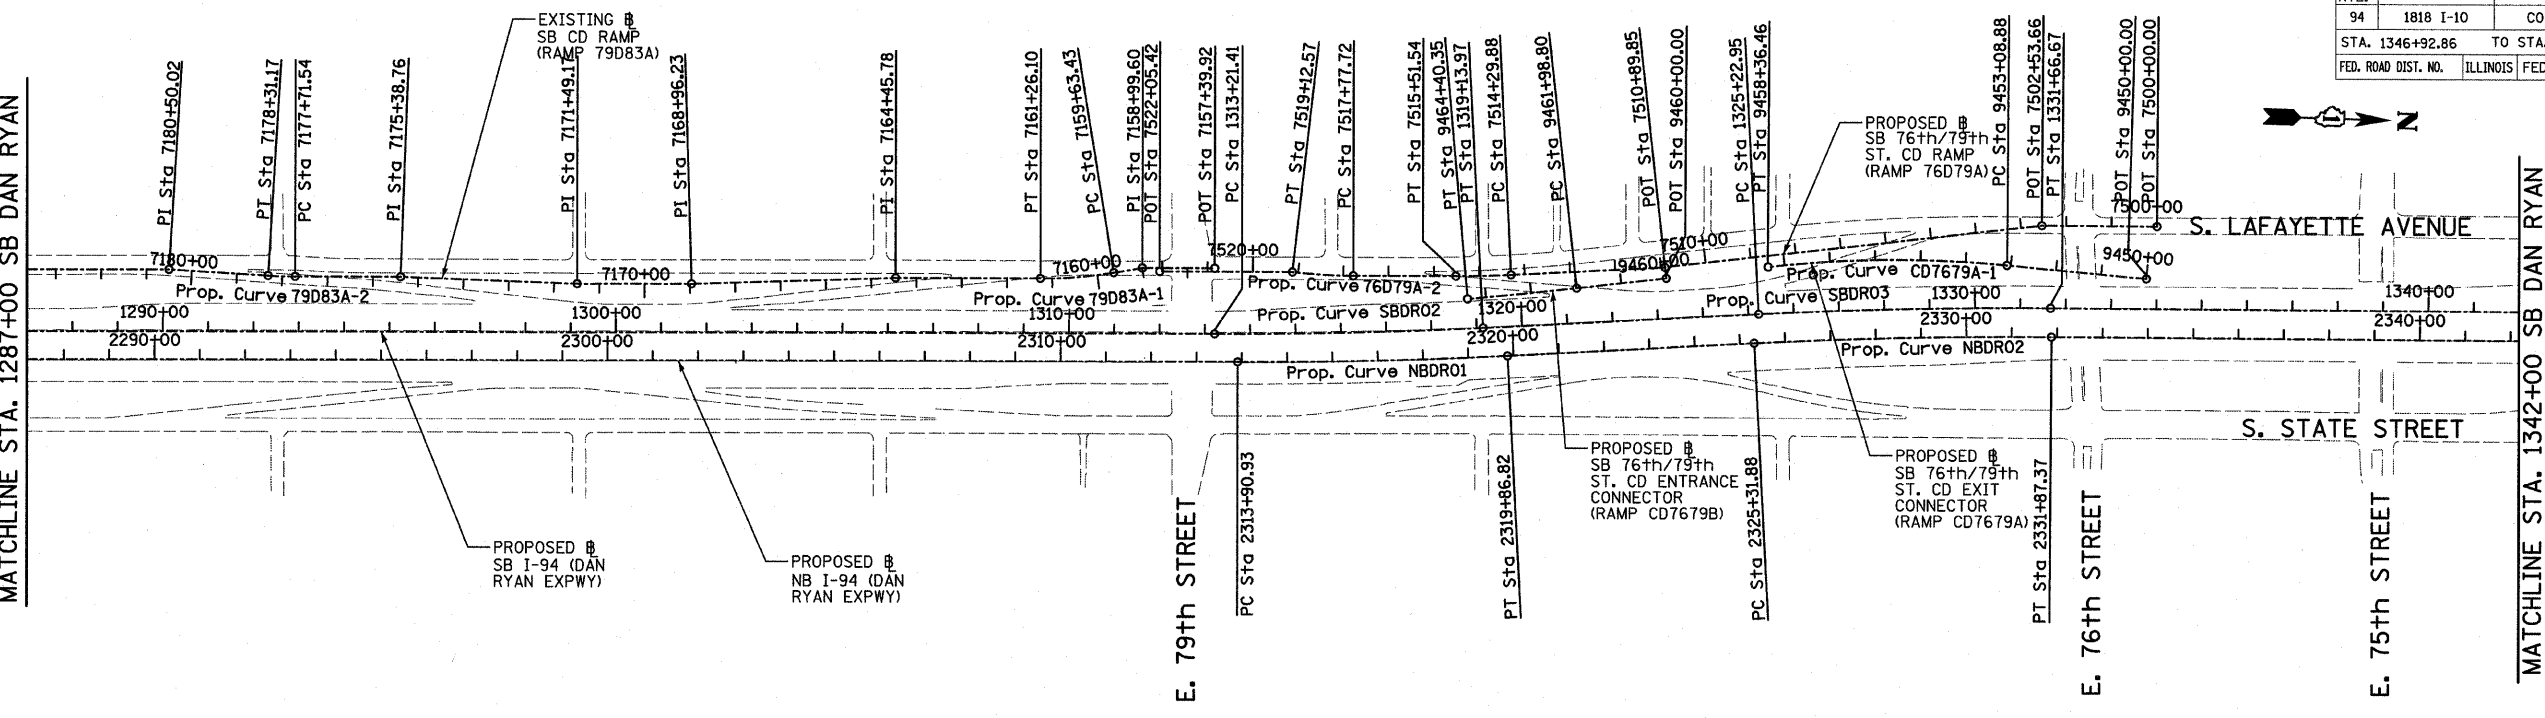 MATCHLINE STA. 1287+00 SB DAN RYAN
EXISTING B̲L
SB CD RAMP
(RAMP 79D83A)
PI Sta 7180+50.02
PT Sta 7178+31.17
PC Sta 7177+71.54
PI Sta 7175+38.76
PI Sta 7171+49.17
PI Sta 7168+96.23
PI Sta 7164+45.78
PT Sta 7161+26.10
PC Sta 7159+63.43
PI Sta 7158+99.60
POT Sta 7522+05.42
POT Sta 7157+39.92
PC Sta 1313+21.41
PT Sta 7519+12.57
PC Sta 7517+77.72
PT Sta 7515+51.54
PT Sta 9464+40.35
PT Sta 1319+13.97
PC Sta 7514+29.88
PC Sta 9461+98.80
POT Sta 7510+89.85
POT Sta 9460+00.00
PC Sta 1325+22.95
PT Sta 9458+36.46
PROPOSED BL
SB 76th/79th
ST. CD RAMP
(RAMP 76D79A)
PC Sta 9453+08.88
POT Sta 7502+53.66
PT Sta 1331+66.67
POT Sta 9450+00.00
POT Sta 7500+00.00
94 1818 I-10 CO
STA. 1346+92.86 TO STA.
FED. ROAD DIST. NO. ILLINOIS FED
N
7180+00
7170+00
7160+00
7520+00
7510+00
7500+00
S. LAFAYETTE AVENUE
9460+00
9450+00
Prop. Curve 79D83A-2
Prop. Curve 79D83A-1
Prop. Curve 76D79A-2
Prop. Curve CD7679A-1
Prop. Curve SBDR02
Prop. Curve SBDR03
1290+00
1300+00
1310+00
1320+00
1330+00
1340+00
2290+00
2300+00
2310+00
2320+00
2330+00
2340+00
Prop. Curve NBDR01
Prop. Curve NBDR02
S. STATE STREET
PROPOSED BL
SB I-94 (DAN
RYAN EXPWY)
PROPOSED BL
NB I-94 (DAN
RYAN EXPWY)
E. 79th STREET
PC Sta 2313+90.93
PT Sta 2319+86.82
PROPOSED BL
SB 76th/79th
ST. CD ENTRANCE
CONNECTOR
(RAMP CD7679B)
PC Sta 2325+31.88
PROPOSED BL
SB 76th/79th
ST. CD EXIT
CONNECTOR
(RAMP CD7679A)
PT Sta 2331+87.37
E. 76th STREET
E. 75th STREET
MATCHLINE STA. 1342+00 SB DAN RYAN